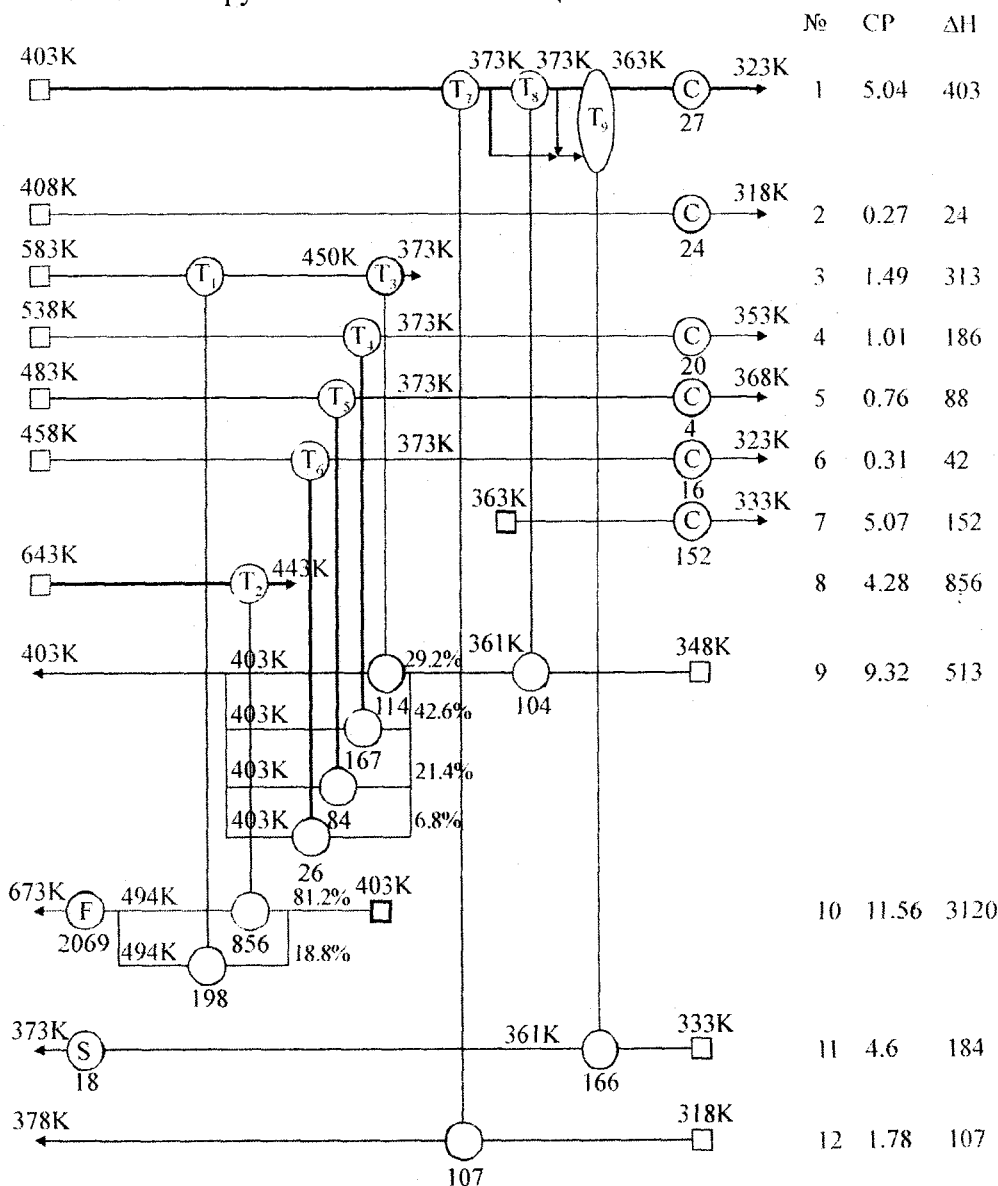 № CP ΔH
403K 373K 373K 363K 323K
T₇ T₈ T₉ C 1 5.04 403
27
408K 318K
C 2 0.27 24
24
583K 450K 373K
T₁ T₃ 3 1.49 313
538K 373K 353K
T₄ C 4 1.01 186
20
483K 373K 368K
T₅ C 5 0.76 88
4
458K 373K 323K
T₆ C 6 0.31 42
16
363K 333K
C 7 5.07 152
152
643K 443K
T₂ 8 4.28 856
403K 403K 29.2% 361K 348K
9 9.32 513
114 104
403K 42.6%
167
403K 21.4%
84
403K 6.8%
26
673K 494K 81.2% 403K
F 10 11.56 3120
2069 856
494K 18.8%
198
373K 361K 333K
S 11 4.6 184
18 166
378K 318K
12 1.78 107
107